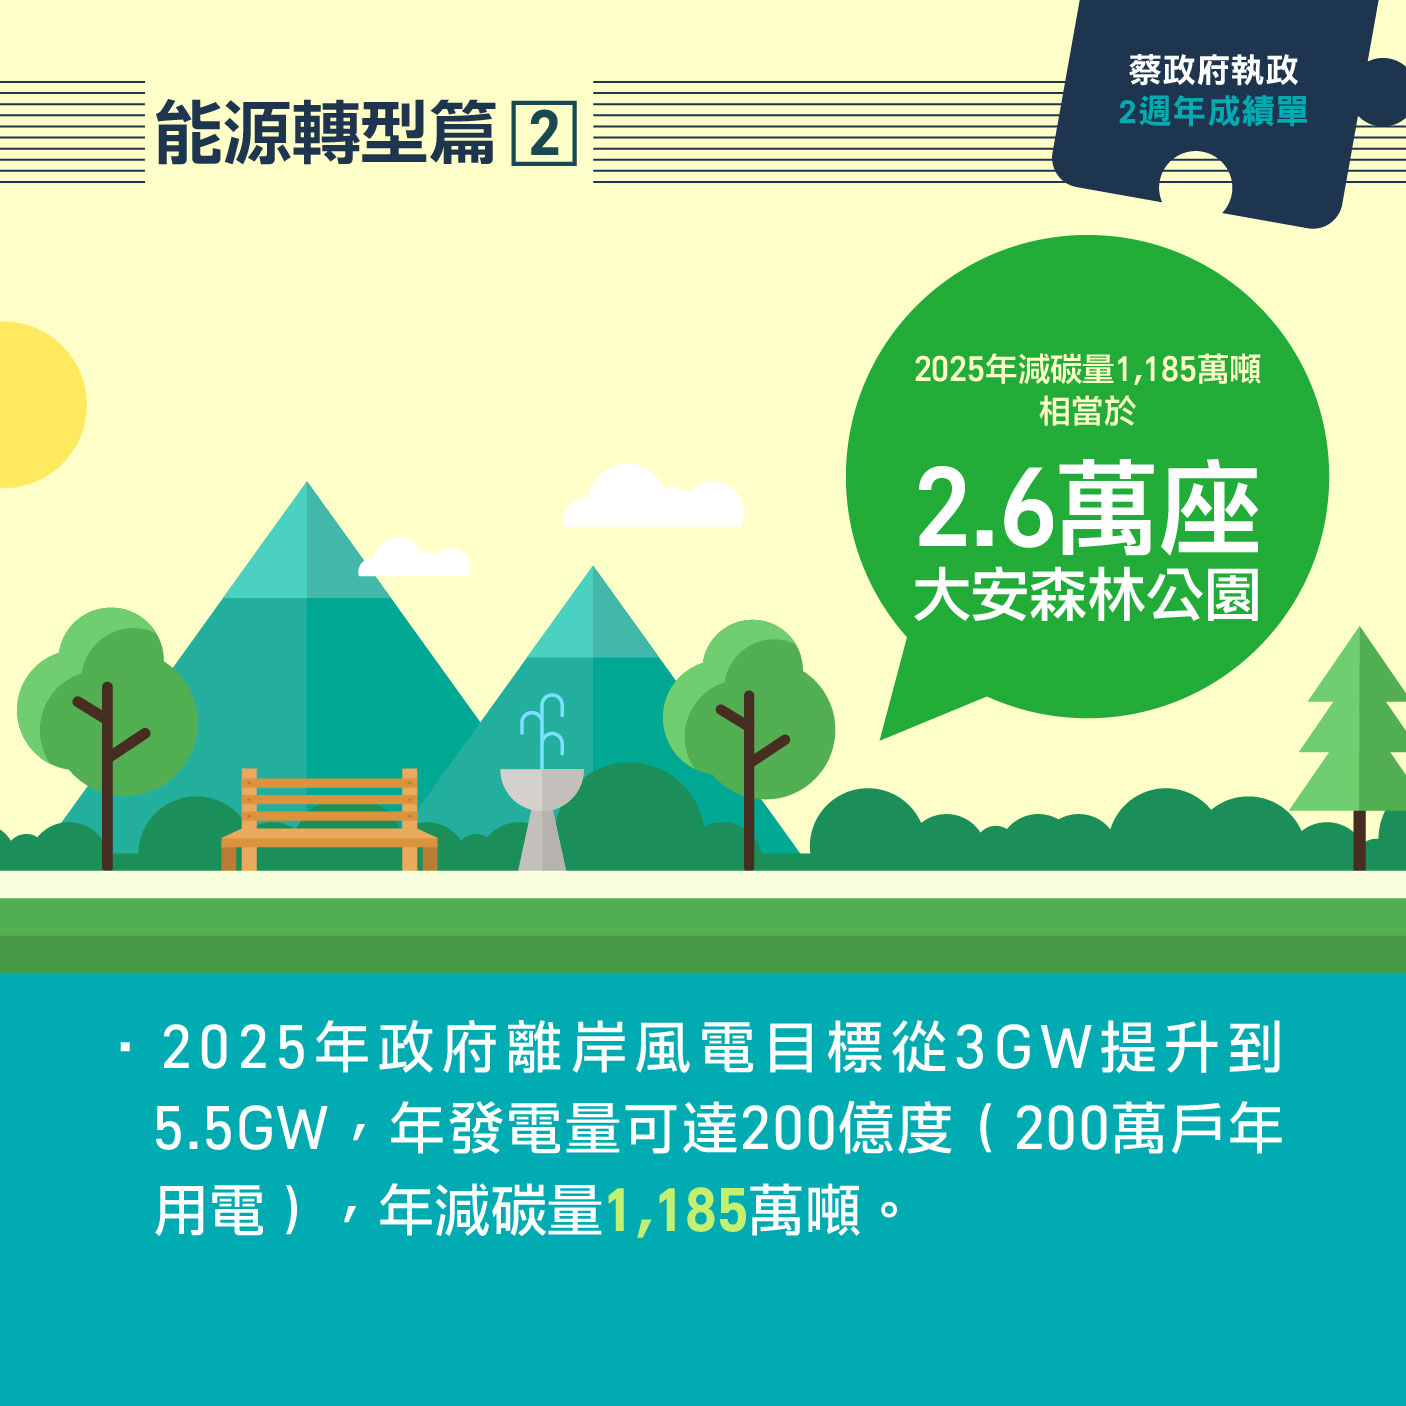 能源轉型篇 2
蔡政府執政
2週年成績單
2025年減碳量1,185萬噸
相當於
2.6萬座
大安森林公園
·2025年政府離岸風電目標從3GW提升到
5.5GW，年發電量可達200億度（200萬戶年
用電），年減碳量1,185萬噸。